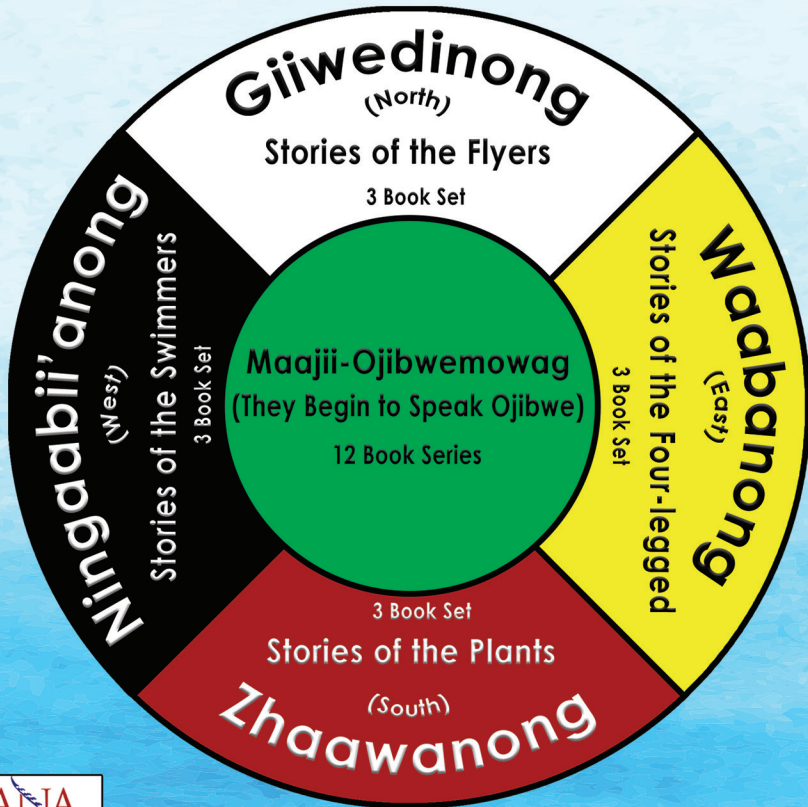 Giiwedinong
(North)
Stories of the Flyers
3 Book Set
Waabanong
(East)
Stories of the Four-legged
3 Book Set
Maajii-Ojibwemowag
(They Begin to Speak Ojibwe)
12 Book Series
Ningaabii'anong
(West)
Stories of the Swimmers
3 Book Set
3 Book Set
Stories of the Plants
(South)
Zhaawanong